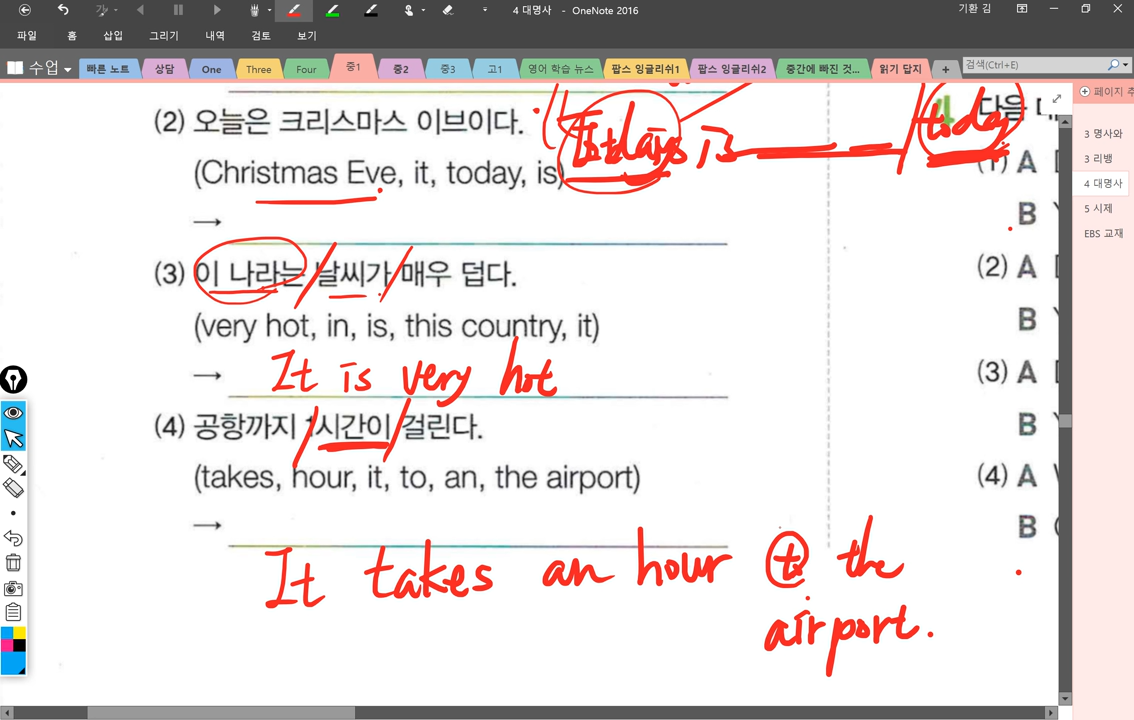 4 대명사 - OneNote 2016
기환 김
파일 홈 삽입 그리기 내역 검토 보기
수업 빠른 노트 상담 One Three Four 중1 중2 중3 고1 영어 학습 뉴스 팝스 잉글리쉬1 팝스 잉글리쉬2 중간에 빠진 것... 읽기 답지 + 검색(Ctrl+E)
페이지 추
3 명사와
3 리뱅
4 대명사
5 시제
EBS 교재
(2) 오늘은 크리스마스 이브이다.
is today
(Christmas Eve, it, today, is)
→
(3) 이 나라는 / 날씨가 / 매우 덥다.
(very hot, in, is, this country, it)
→ It is very hot
(4) 공항까지 / 1시간이 / 걸린다.
(takes, hour, it, to, an, the airport)
→
It takes an hour to the
airport.
다음 대
(1) A
B
(2) A
B
(3) A
B
(4) A
B